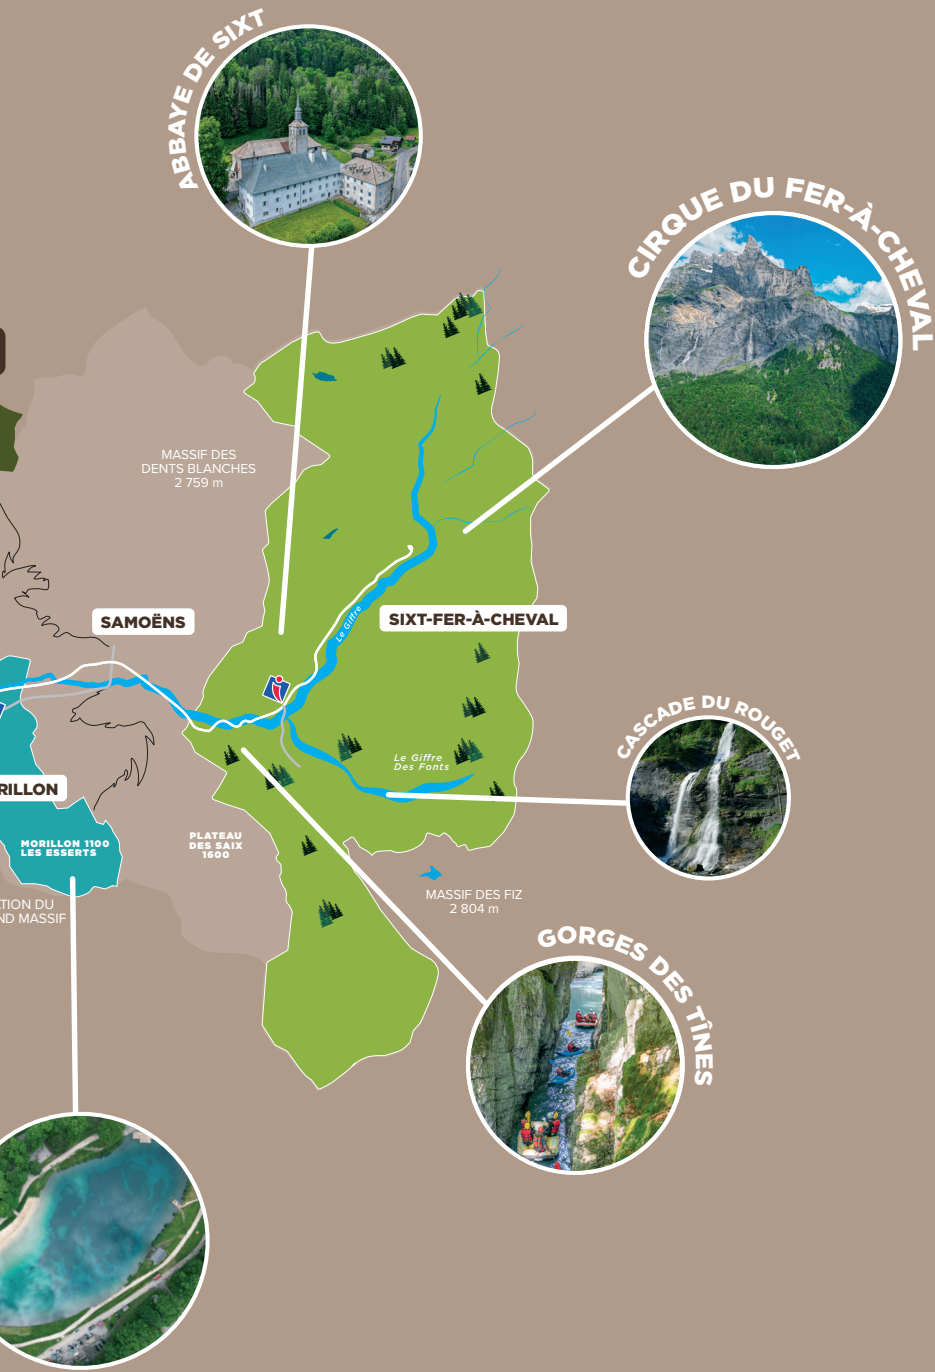 ABBAYE DE SIXT
CIRQUE DU FER-À-CHEVAL
MASSIF DES
DENTS BLANCHES
2 759 m
SAMOËNS
Le Giffre
SIXT-FER-À-CHEVAL
CASCADE DU ROUGET
Le Giffre
Des Fonts
RILLON
MORILLON 1100
LES ESSERTS
PLATEAU
DES SAIX
1600
TION DU
ND MASSIF
MASSIF DES FIZ
2 804 m
GORGES DES TÎNES